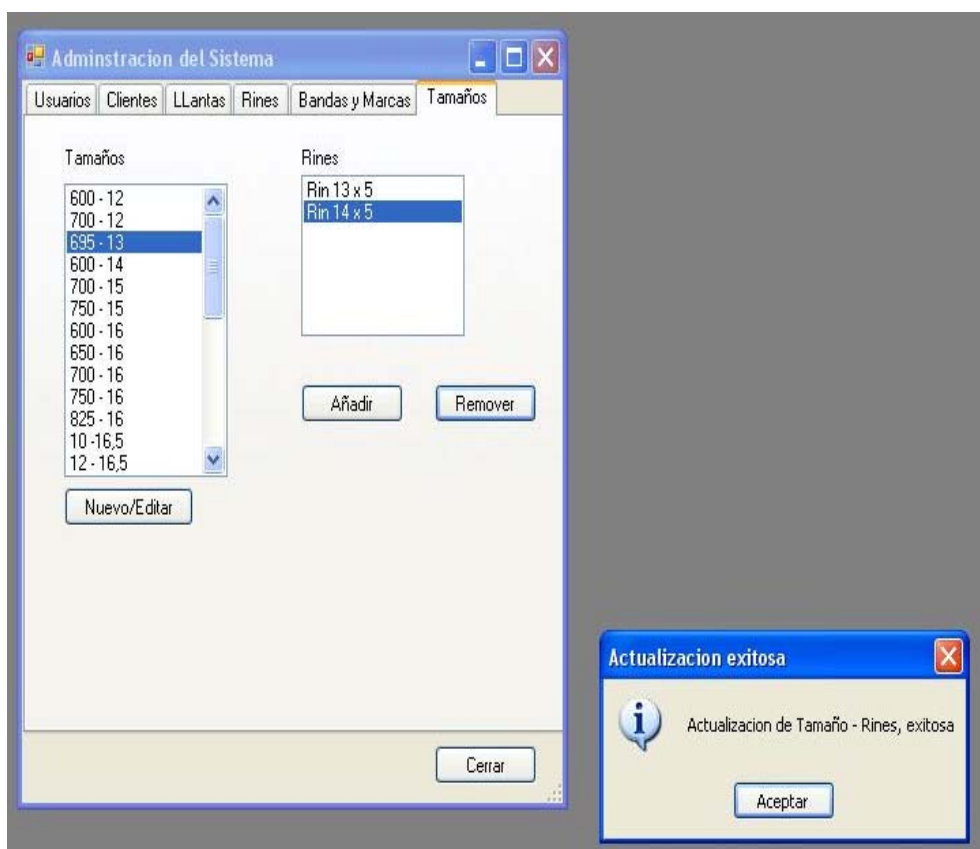 Adminstracion del Sistema
Usuarios Clientes LLantas Rines Bandas y Marcas Tamaños
Tamaños
600 - 12
700 - 12
695 - 13
600 - 14
700 - 15
750 - 15
600 - 16
650 - 16
700 - 16
750 - 16
825 - 16
10 -16,5
12 - 16,5
Nuevo/Editar
Rines
Rin 13 x 5
Rin 14 x 5
Añadir Remover
Cerrar
Actualizacion exitosa
Actualizacion de Tamaño - Rines, exitosa
Aceptar